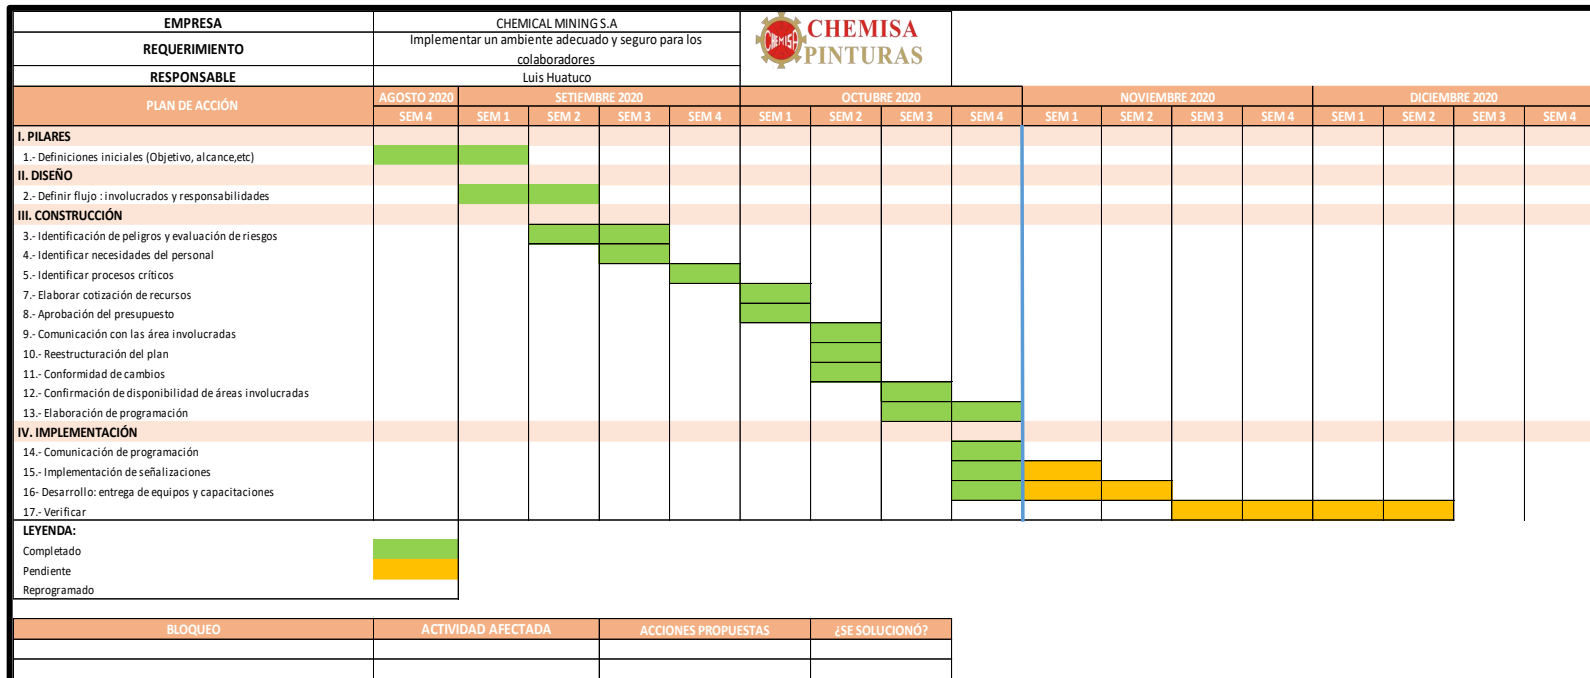 EMPRESA CHEMICAL MINING S.A
CHEMISA CHEMISA
PINTURAS
REQUERIMIENTO Implementar un ambiente adecuado y seguro para los
colaboradores
RESPONSABLE Luis Huatuco
PLAN DE ACCIÓN AGOSTO 2020 SETIEMBRE 2020 OCTUBRE 2020 NOVIEMBRE 2020 DICIEMBRE 2020
SEM 4 SEM 1 SEM 2 SEM 3 SEM 4 SEM 1 SEM 2 SEM 3 SEM 4 SEM 1 SEM 2 SEM 3 SEM 4 SEM 1 SEM 2 SEM 3 SEM 4
I. PILARES
1.- Definiciones iniciales (Objetivo, alcance,etc)
II. DISEÑO
2.- Definir flujo : involucrados y responsabilidades
III. CONSTRUCCIÓN
3.- Identificación de peligros y evaluación de riesgos
4.- Identificar necesidades del personal
5.- Identificar procesos críticos
7.- Elaborar cotización de recursos
8.- Aprobación del presupuesto
9.- Comunicación con las área involucradas
10.- Reestructuración del plan
11.- Conformidad de cambios
12.- Confirmación de disponibilidad de áreas involucradas
13.- Elaboración de programación
IV. IMPLEMENTACIÓN
14.- Comunicación de programación
15.- Implementación de señalizaciones
16- Desarrollo: entrega de equipos y capacitaciones
17.- Verificar
LEYENDA:
Completado
Pendiente
Reprogramado
BLOQUEO ACTIVIDAD AFECTADA ACCIONES PROPUESTAS ¿SE SOLUCIONÓ?